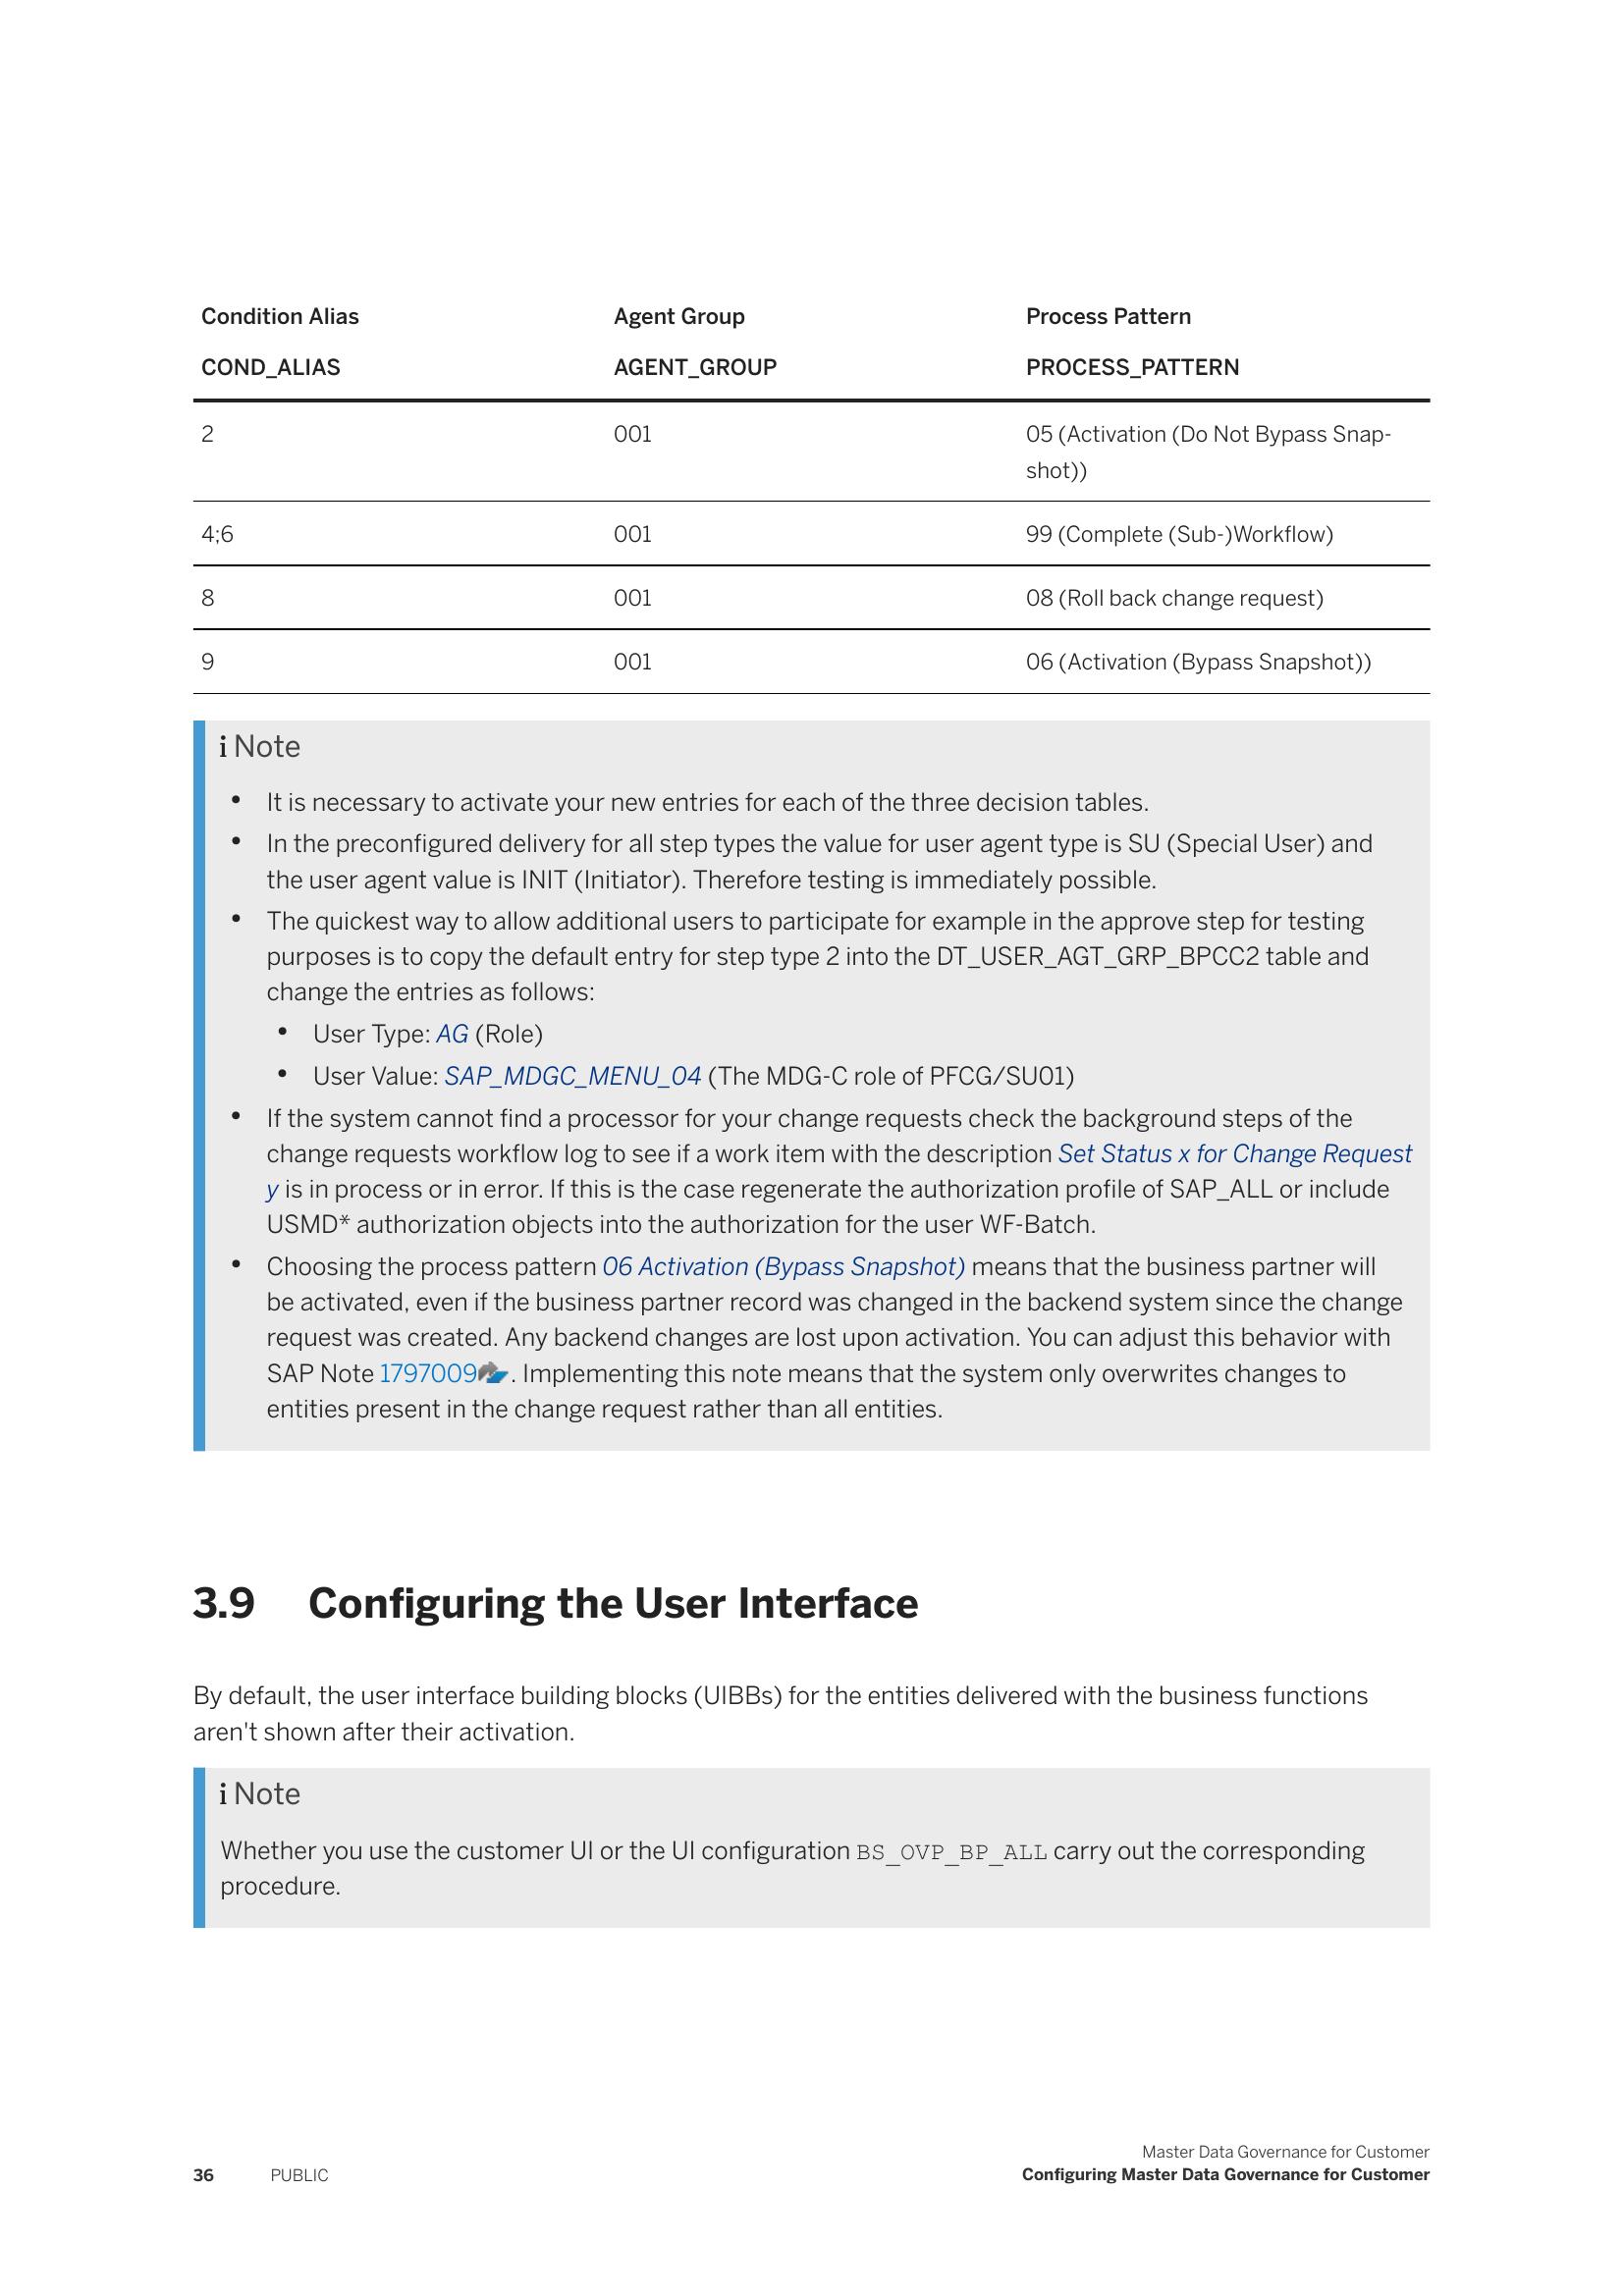 Condition Alias Agent Group Process Pattern
COND_ALIAS AGENT_GROUP PROCESS_PATTERN
2 001 05 (Activation (Do Not Bypass Snap-
shot))
4;6 001 99 (Complete (Sub-)Workflow)
8 001 08 (Roll back change request)
9 001 06 (Activation (Bypass Snapshot))
i Note
• It is necessary to activate your new entries for each of the three decision tables.
• In the preconfigured delivery for all step types the value for user agent type is SU (Special User) and
the user agent value is INIT (Initiator). Therefore testing is immediately possible.
• The quickest way to allow additional users to participate for example in the approve step for testing
purposes is to copy the default entry for step type 2 into the DT_USER_AGT_GRP_BPCC2 table and
change the entries as follows:
• User Type: AG (Role)
• User Value: SAP_MDGC_MENU_04 (The MDG-C role of PFCG/SU01)
• If the system cannot find a processor for your change requests check the background steps of the
change requests workflow log to see if a work item with the description Set Status x for Change Request
y is in process or in error. If this is the case regenerate the authorization profile of SAP_ALL or include
USMD* authorization objects into the authorization for the user WF-Batch.
• Choosing the process pattern 06 Activation (Bypass Snapshot) means that the business partner will
be activated, even if the business partner record was changed in the backend system since the change
request was created. Any backend changes are lost upon activation. You can adjust this behavior with
SAP Note 1797009. Implementing this note means that the system only overwrites changes to
entities present in the change request rather than all entities.
3.9 Configuring the User Interface
By default, the user interface building blocks (UIBBs) for the entities delivered with the business functions
aren't shown after their activation.
i Note
Whether you use the customer UI or the UI configuration BS_OVP_BP_ALL carry out the corresponding
procedure.
Master Data Governance for Customer
36 PUBLIC Configuring Master Data Governance for Customer